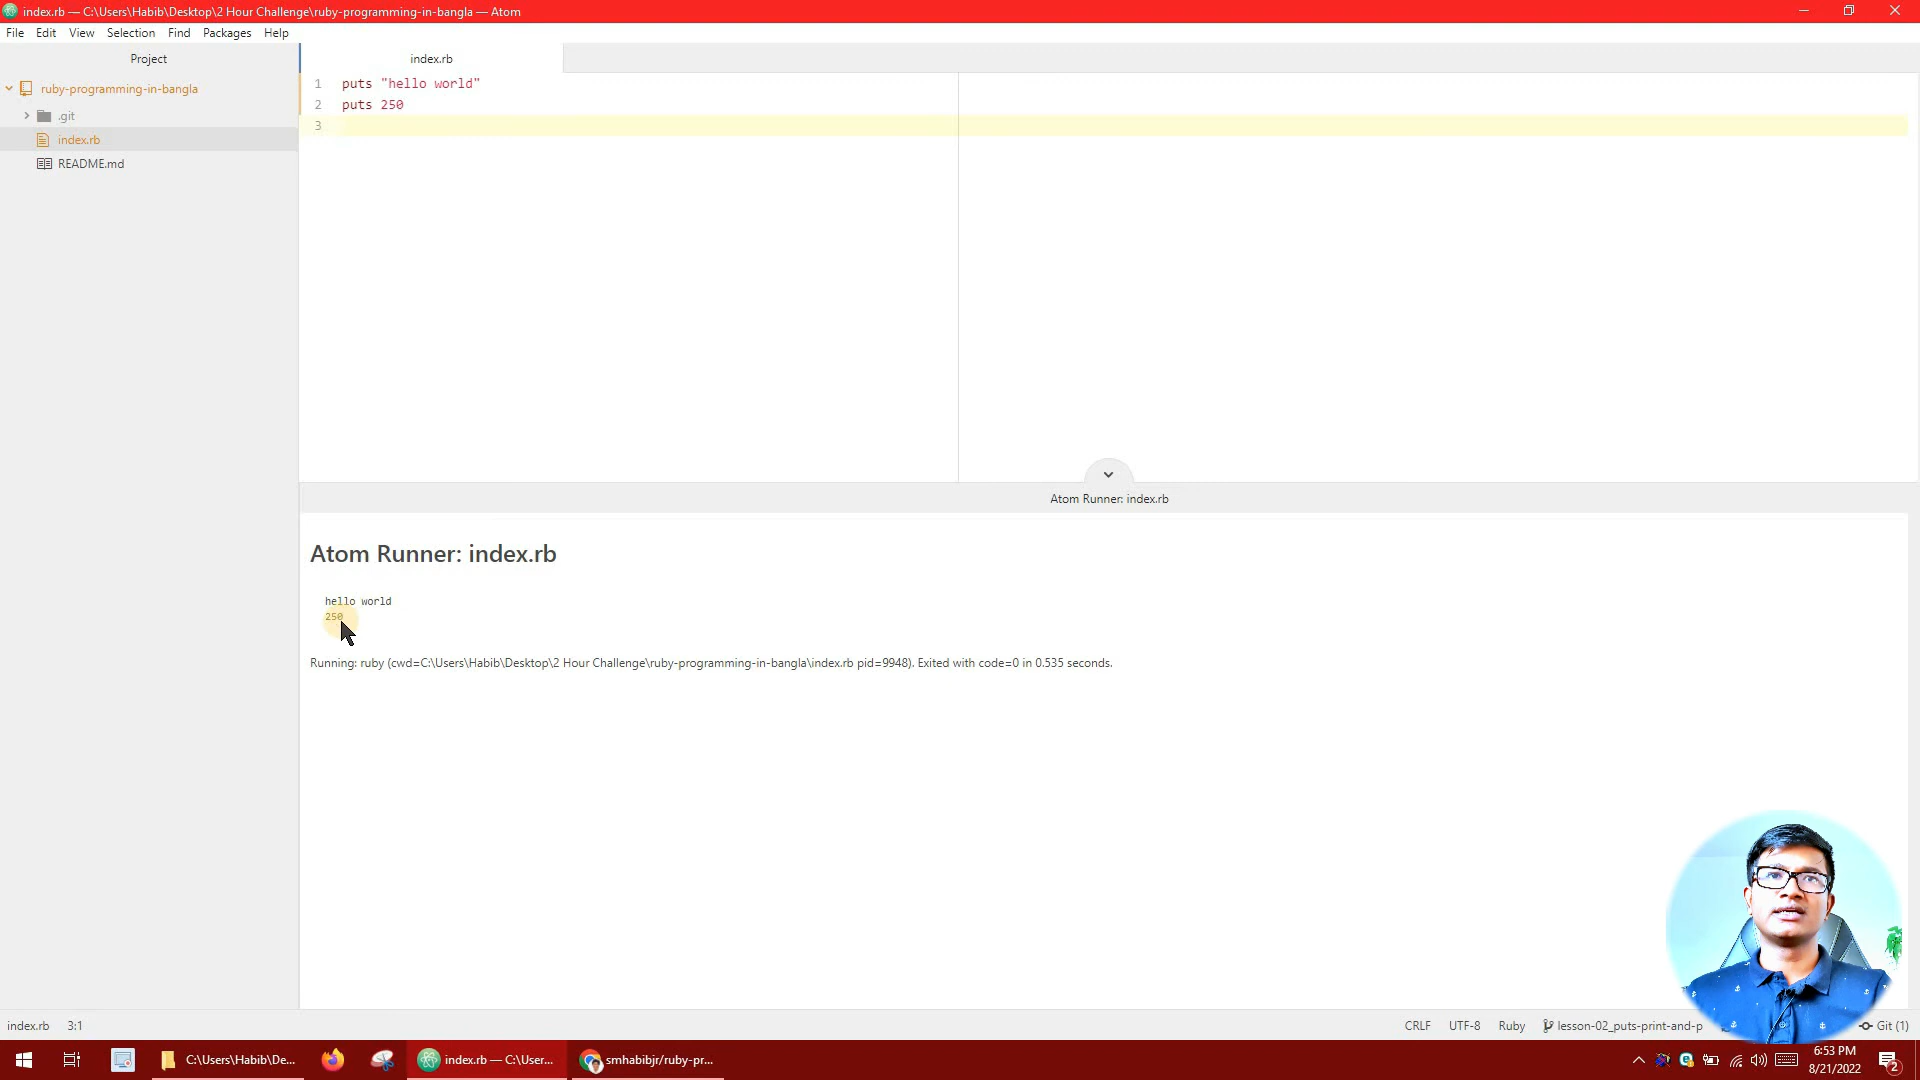 index.rb — C:\Users\Habib\Desktop\2 Hour Challenge\ruby-programming-in-bangla — Atom
File Edit View Selection Find Packages Help
Project
ruby-programming-in-bangla
.git
index.rb
README.md
index.rb
1 puts "hello world"
2 puts 250
3
Atom Runner: index.rb
Atom Runner: index.rb
hello world
250
Running: ruby (cwd=C:\Users\Habib\Desktop\2 Hour Challenge\ruby-programming-in-bangla\index.rb pid=9948). Exited with code=0 in 0.535 seconds.
index.rb 3:1
CRLF UTF-8 Ruby lesson-02_puts-print-and-p Git (1)
C:\Users\Habib\De...
index.rb — C:\User...
smhabibjr/ruby-pr...
6:53 PM
8/21/2022
2